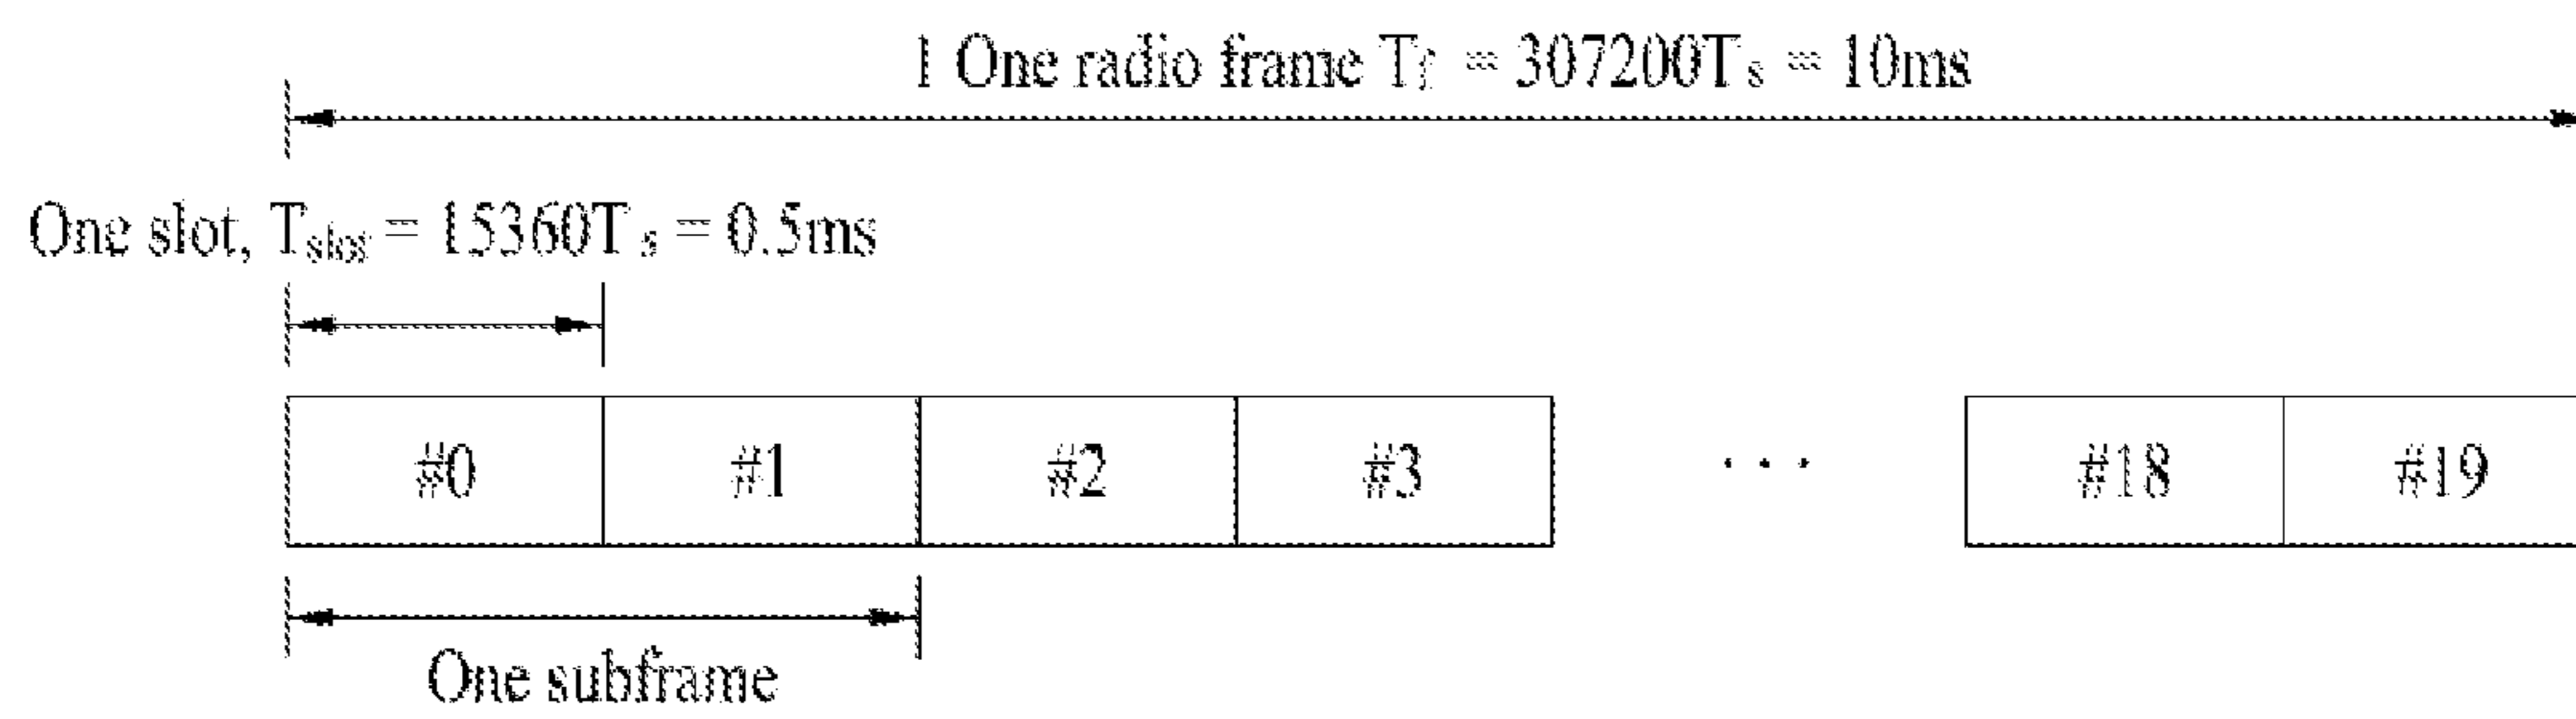 1 One radio frame Tf = 307200Ts = 10ms
One slot, Tslot = 15360Ts = 0.5ms
#0 #1 #2 #3 ... #18 #19
One subframe